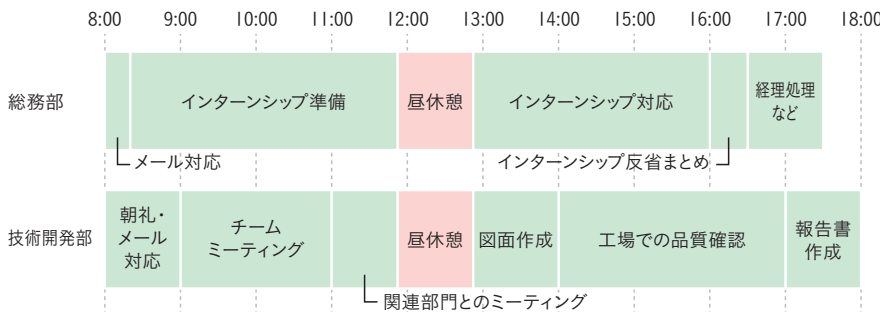 8:00 9:00 10:00 11:00 12:00 13:00 14:00 15:00 16:00 17:00 18:00
総務部
インターンシップ準備
昼休憩
インターンシップ対応
経理処理
など
メール対応
インターンシップ反省まとめ
技術開発部
朝礼・
メール
対応
チーム
ミーティング
昼休憩
図面作成
工場での品質確認
報告書
作成
関連部門とのミーティング